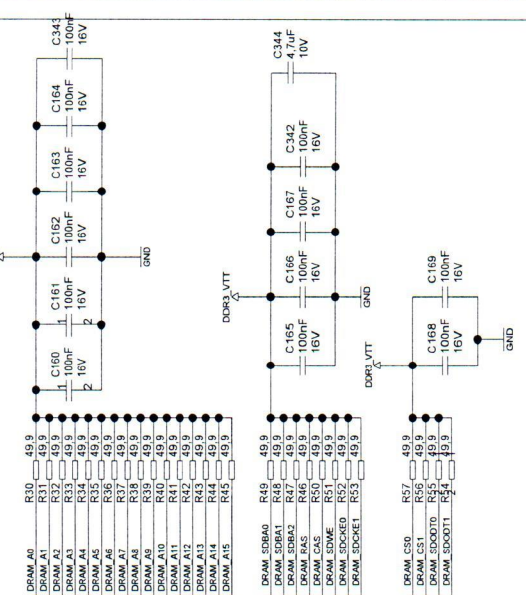 C343
100nF
16V
C164
100nF
16V
C163
100nF
16V
C162
100nF
16V
GND
C161
1
100nF
2
16V
C160
1
100nF
2
16V
R30 49,9
R31 49,9
R32 49,9
R33 49,9
R34 49,9
R35 49,9
R36 49,9
R37 49,9
R38 49,9
R39 49,9
R40 49,9
R41 49,9
R42 49,9
R43 49,9
R44 49,9
R45 49,9
DRAM_A0
DRAM_A1
DRAM_A2
DRAM_A3
DRAM_A4
DRAM_A5
DRAM_A6
DRAM_A7
DRAM_A8
DRAM_A9
DRAM_A10
DRAM_A11
DRAM_A12
DRAM_A13
DRAM_A14
DRAM_A15
C344
4,7uF
10V
C342
100nF
16V
C167
100nF
16V
DDR3_VTT
C166
100nF
16V
GND
C165
100nF
16V
R49 49,9
R48 49,9
R47 49,9
R46 49,9
R50 49,9
R51 49,9
R52 49,9
R53 49,9
DRAM_SDBA0
DRAM_SDBA1
DRAM_SDBA2
DRAM_RAS
DRAM_CAS
DRAM_SDWE
DRAM_SDCKE0
DRAM_SDCKE1
DDR3_VTT
C169
100nF
16V
C168
100nF
16V
GND
R57 49,9
R56 49,9
R55 49,9
R54 49,9
DRAM_CS0
DRAM_CS1
DRAM_SDODT0
DRAM_SDODT1